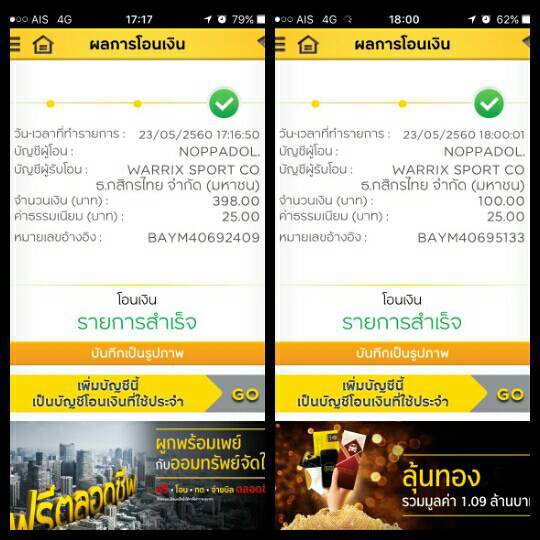 AIS 4G 17:17 79%
ผลการโอนเงิน
วัน-เวลาที่ทำรายการ : 23/05/2560 17:16:50
บัญชีผู้โอน : NOPPADOL.
บัญชีผู้รับโอน : WARRIX SPORT CO
ธ.กสิกรไทย จำกัด (มหาชน)
จำนวนเงิน (บาท) : 398.00
ค่าธรรมเนียม (บาท) : 25.00
หมายเลขอ้างอิง : BAYM40692409
โอนเงิน
รายการสำเร็จ
บันทึกเป็นรูปภาพ
เพิ่มบัญชีนี้
เป็นบัญชีโอนเงินที่ใช้ประจำ
GO
ผูกพร้อมเพย์
กับออมทรัพย์จัดใ
ฟรี • โอน • กด • จ่ายบิล ตลอดชี
ฟรีตลอดชีพ
AIS 4G 18:00 62%
ผลการโอนเงิน
วัน-เวลาที่ทำรายการ : 23/05/2560 18:00:01
บัญชีผู้โอน : NOPPADOL.
บัญชีผู้รับโอน : WARRIX SPORT CO
ธ.กสิกรไทย จำกัด (มหาชน)
จำนวนเงิน (บาท) : 100.00
ค่าธรรมเนียม (บาท) : 25.00
หมายเลขอ้างอิง : BAYM40695133
โอนเงิน
รายการสำเร็จ
บันทึกเป็นรูปภาพ
เพิ่มบัญชีนี้
เป็นบัญชีโอนเงินที่ใช้ประจำ
GO
ลุ้นทอง
รวมมูลค่า 1.09 ล้านบา